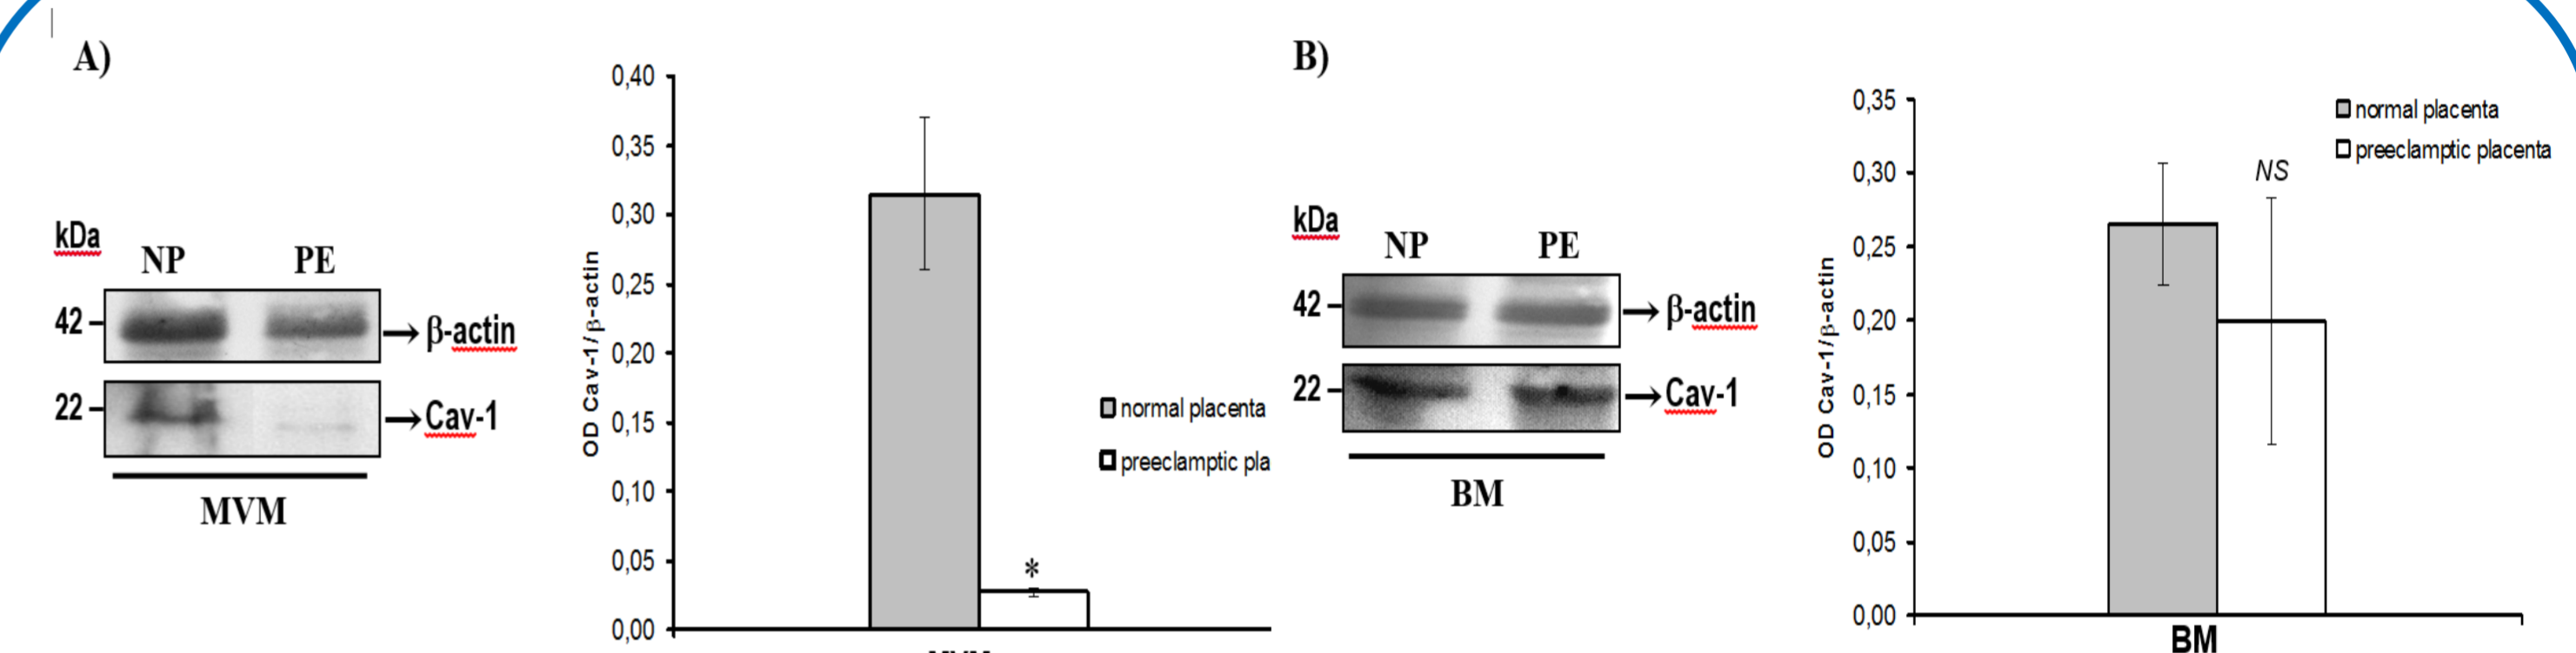 A)
kDa
NP PE
42
β-actin
22
Cav-1
MVM
OD Cav-1/β-actin
0,40
0,35
0,30
0,25
0,20
0,15
0,10
0,05
0,00
*
normal placenta
preeclamptic pla
B)
kDa
NP PE
42
β-actin
22
Cav-1
BM
OD Cav-1/β-actin
0,35
0,30
0,25
0,20
0,15
0,10
0,05
0,00
NS
normal placenta
preeclamptic placenta
BM